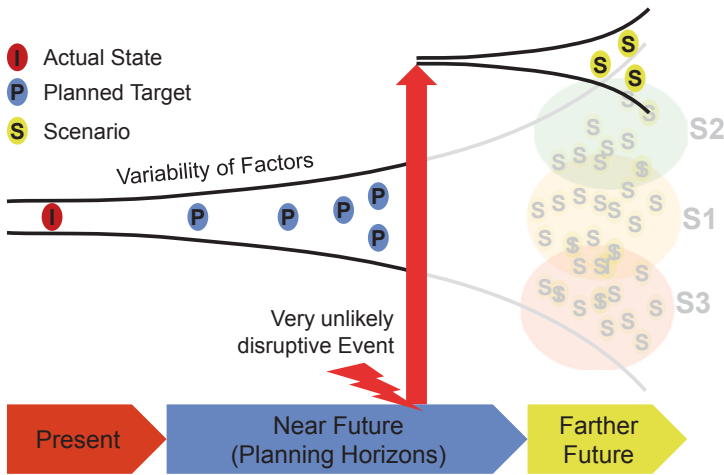 I Actual State
P Planned Target
S Scenario
Variability of Factors
I
P
P
P
P
P
S
S
S
S
S2
S1
S3
Very unlikely
disruptive Event
Present
Near Future
(Planning Horizons)
Farther
Future